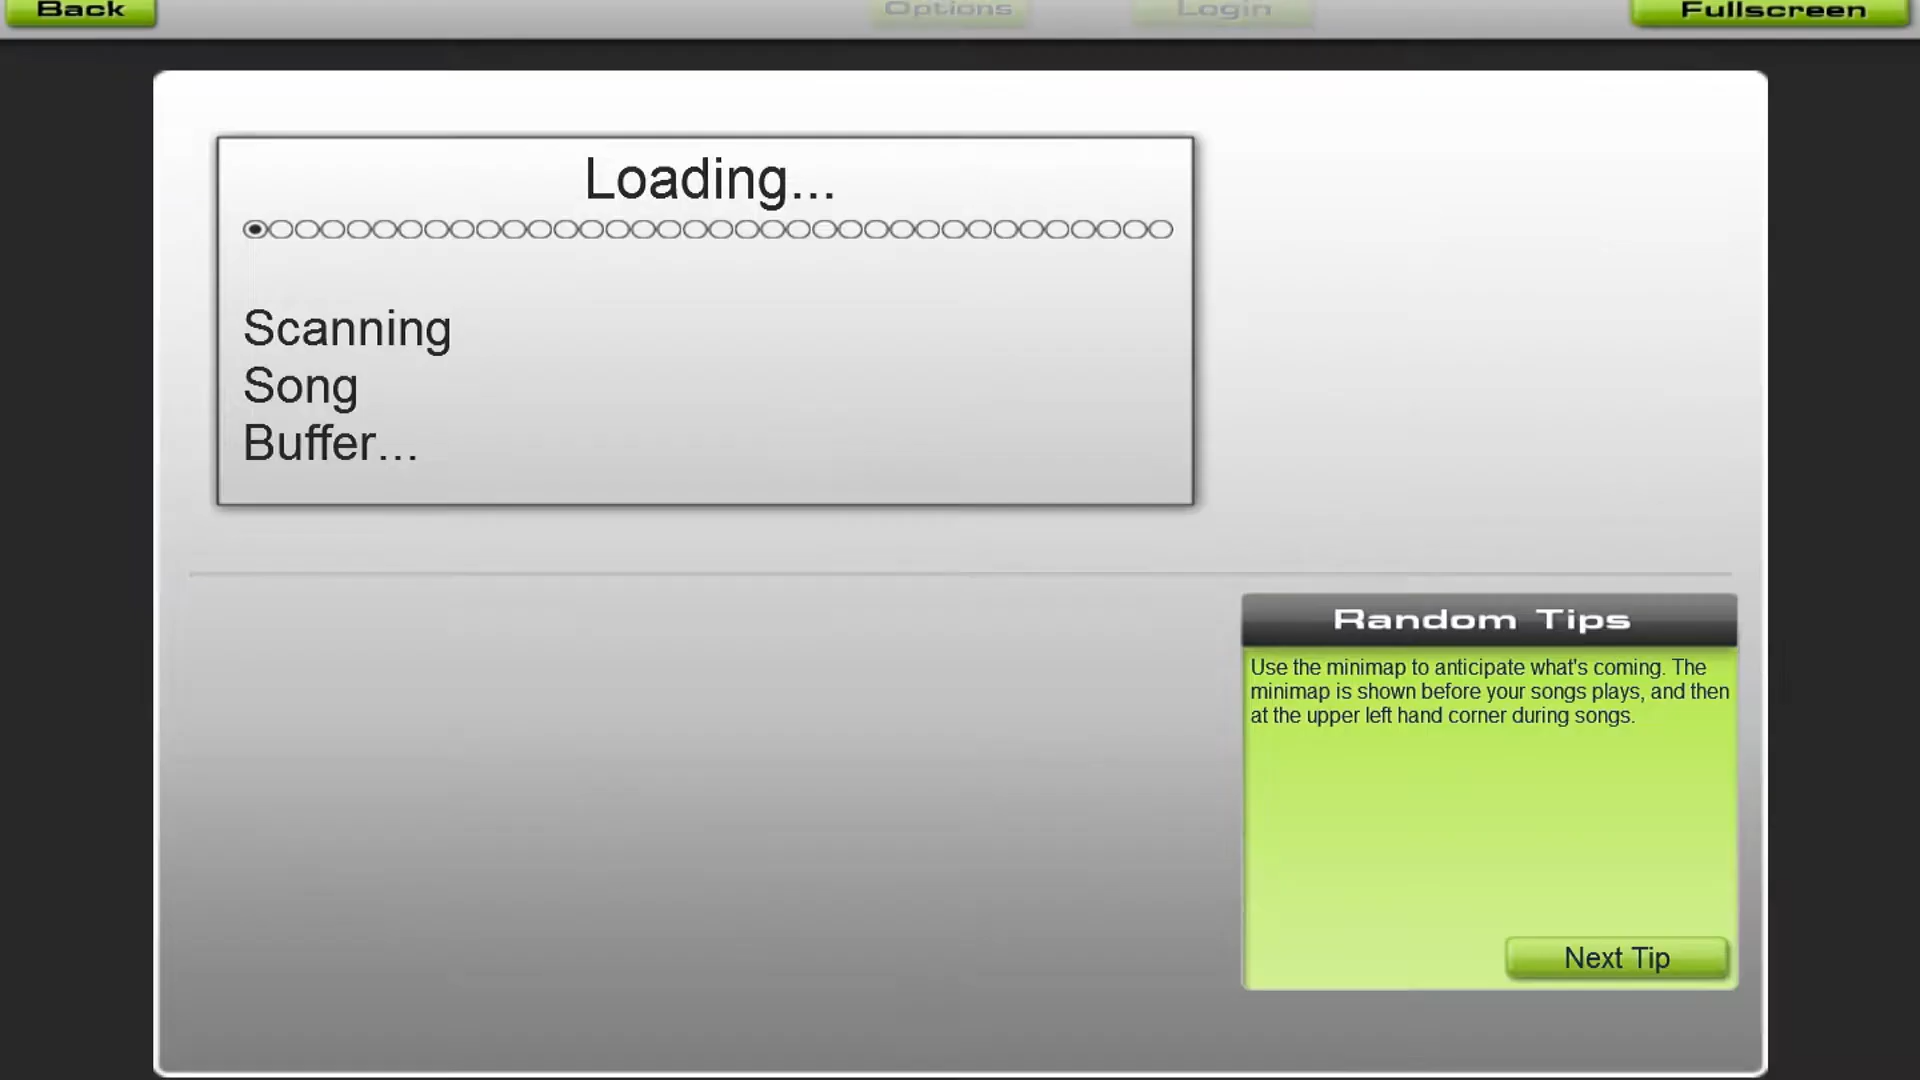 Back
Options
Login
Fullscreen
Loading...
Scanning
Song
Buffer...
Random Tips
Use the minimap to anticipate what's coming. The
minimap is shown before your songs plays, and then
at the upper left hand corner during songs.
Next Tip